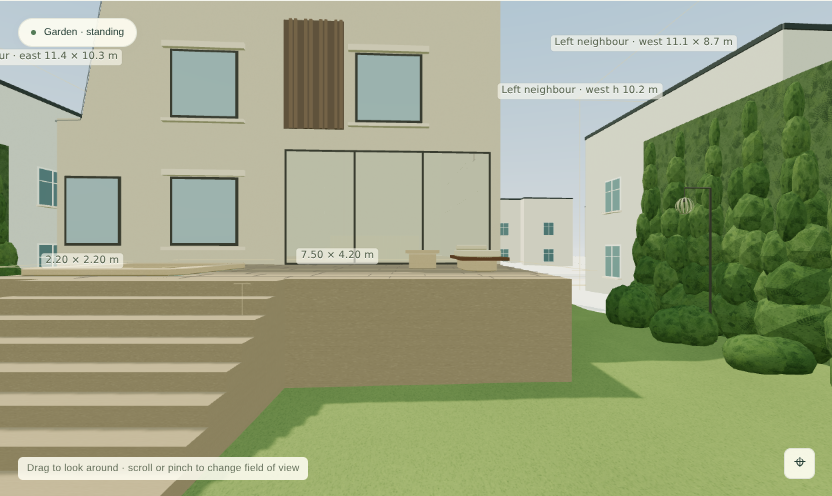 Garden · standing
ur · east 11.4 × 10.3 m
Left neighbour · west 11.1 × 8.7 m
Left neighbour · west h 10.2 m
2.20 × 2.20 m
7.50 × 4.20 m
Drag to look around · scroll or pinch to change field of view